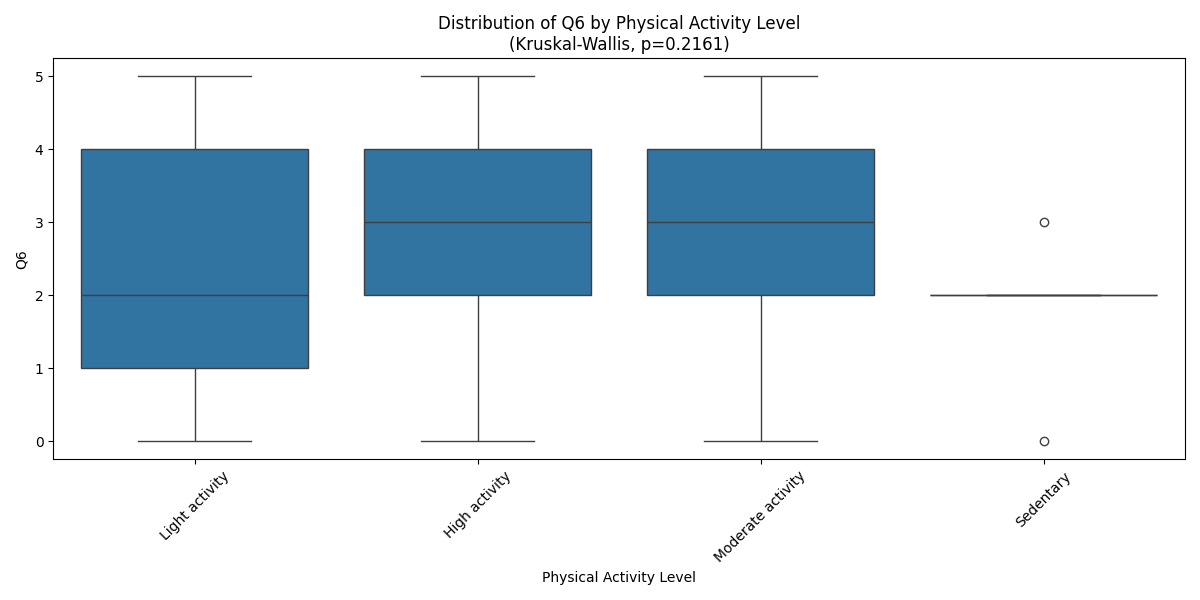 Distribution of Q6 by Physical Activity Level
(Kruskal-Wallis, p=0.2161)
Q6
5
4
3
2
1
0
Light activity
High activity
Moderate activity
Sedentary
Physical Activity Level